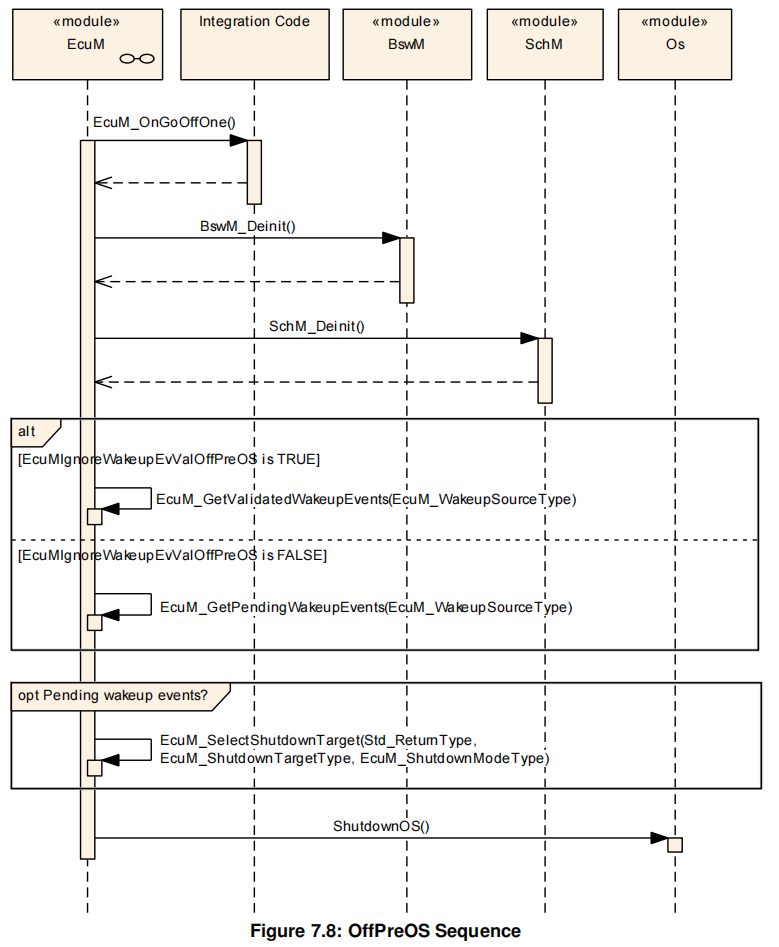 «module»
EcuM
Integration Code
«module»
BswM
«module»
SchM
«module»
Os
EcuM_OnGoOffOne()
BswM_Deinit()
SchM_Deinit()
alt
[EcuMIgnoreWakeupEvValOffPreOS is TRUE]
EcuM_GetValidatedWakeupEvents(EcuM_WakeupSourceType)
[EcuMIgnoreWakeupEvValOffPreOS is FALSE]
EcuM_GetPendingWakeupEvents(EcuM_WakeupSourceType)
opt Pending wakeup events?
EcuM_SelectShutdownTarget(Std_ReturnType,
EcuM_ShutdownTargetType, EcuM_ShutdownModeType)
ShutdownOS()
Figure 7.8: OffPreOS Sequence